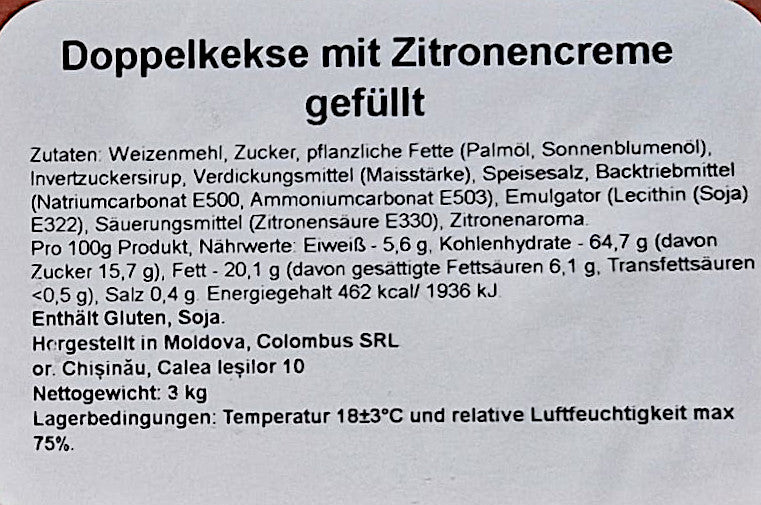 Doppelkekse mit Zitronencreme
gefüllt
Zutaten: Weizenmehl, Zucker, pflanzliche Fette (Palmöl, Sonnenblumenöl),
Invertzuckersirup, Verdickungsmittel (Maisstärke), Speisesalz, Backtriebmittel
(Natriumcarbonat E500, Ammoniumcarbonat E503), Emulgator (Lecithin (Soja)
E322), Säuerungsmittel (Zitronensäure E330), Zitronenaroma.
Pro 100g Produkt, Nährwerte: Eiweiß - 5,6 g, Kohlenhydrate - 64,7 g (davon
Zucker 15,7 g), Fett - 20,1 g (davon gesättigte Fettsäuren 6,1 g, Transfettsäuren
<0,5 g), Salz 0,4 g. Energiegehalt 462 kcal/ 1936 kJ.
Enthält Gluten, Soja.
Hergestellt in Moldova, Colombus SRL
or. Chișinău, Calea Ieșilor 10
Nettogewicht: 3 kg
Lagerbedingungen: Temperatur 18±3°C und relative Luftfeuchtigkeit max
75%.